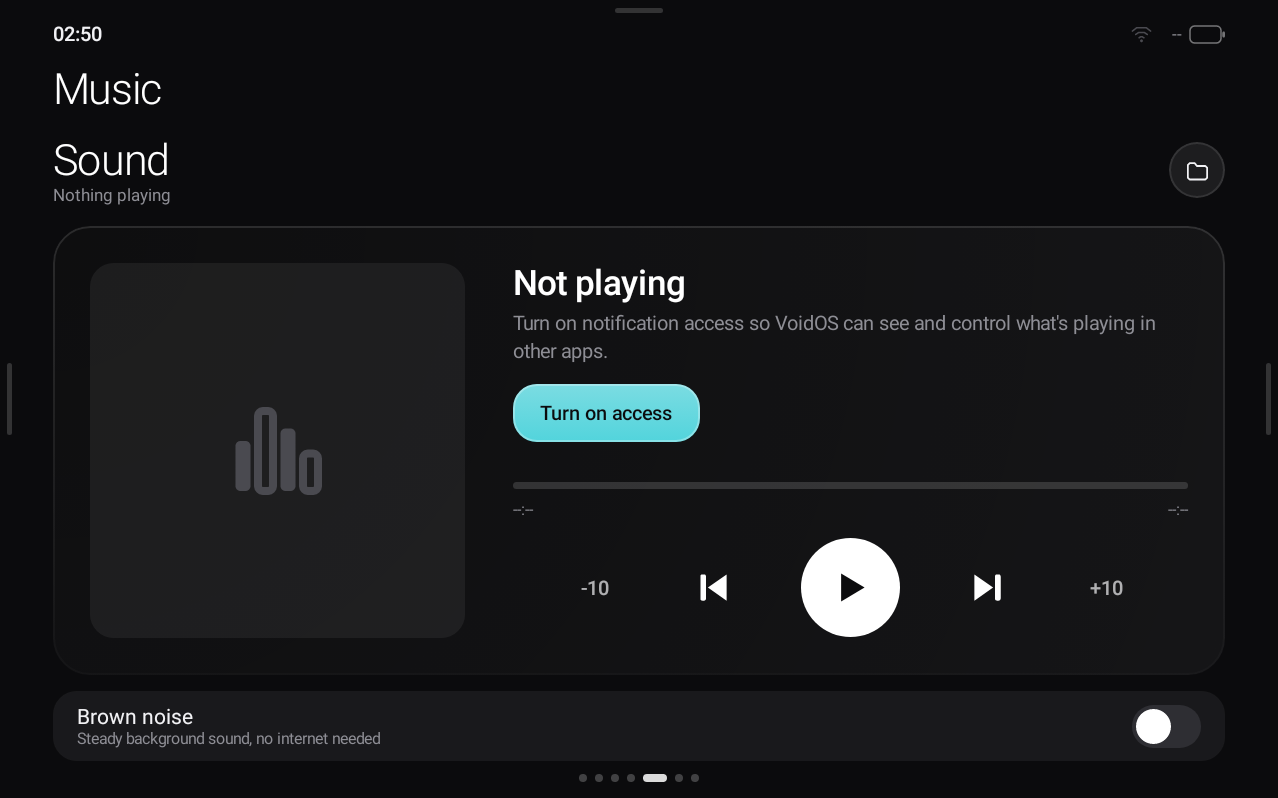 02:50
--
Music
Sound
Nothing playing
Not playing
Turn on notification access so VoidOS can see and control what's playing in
other apps.
Turn on access
--:--
--:--
-10
+10
Brown noise
Steady background sound, no internet needed